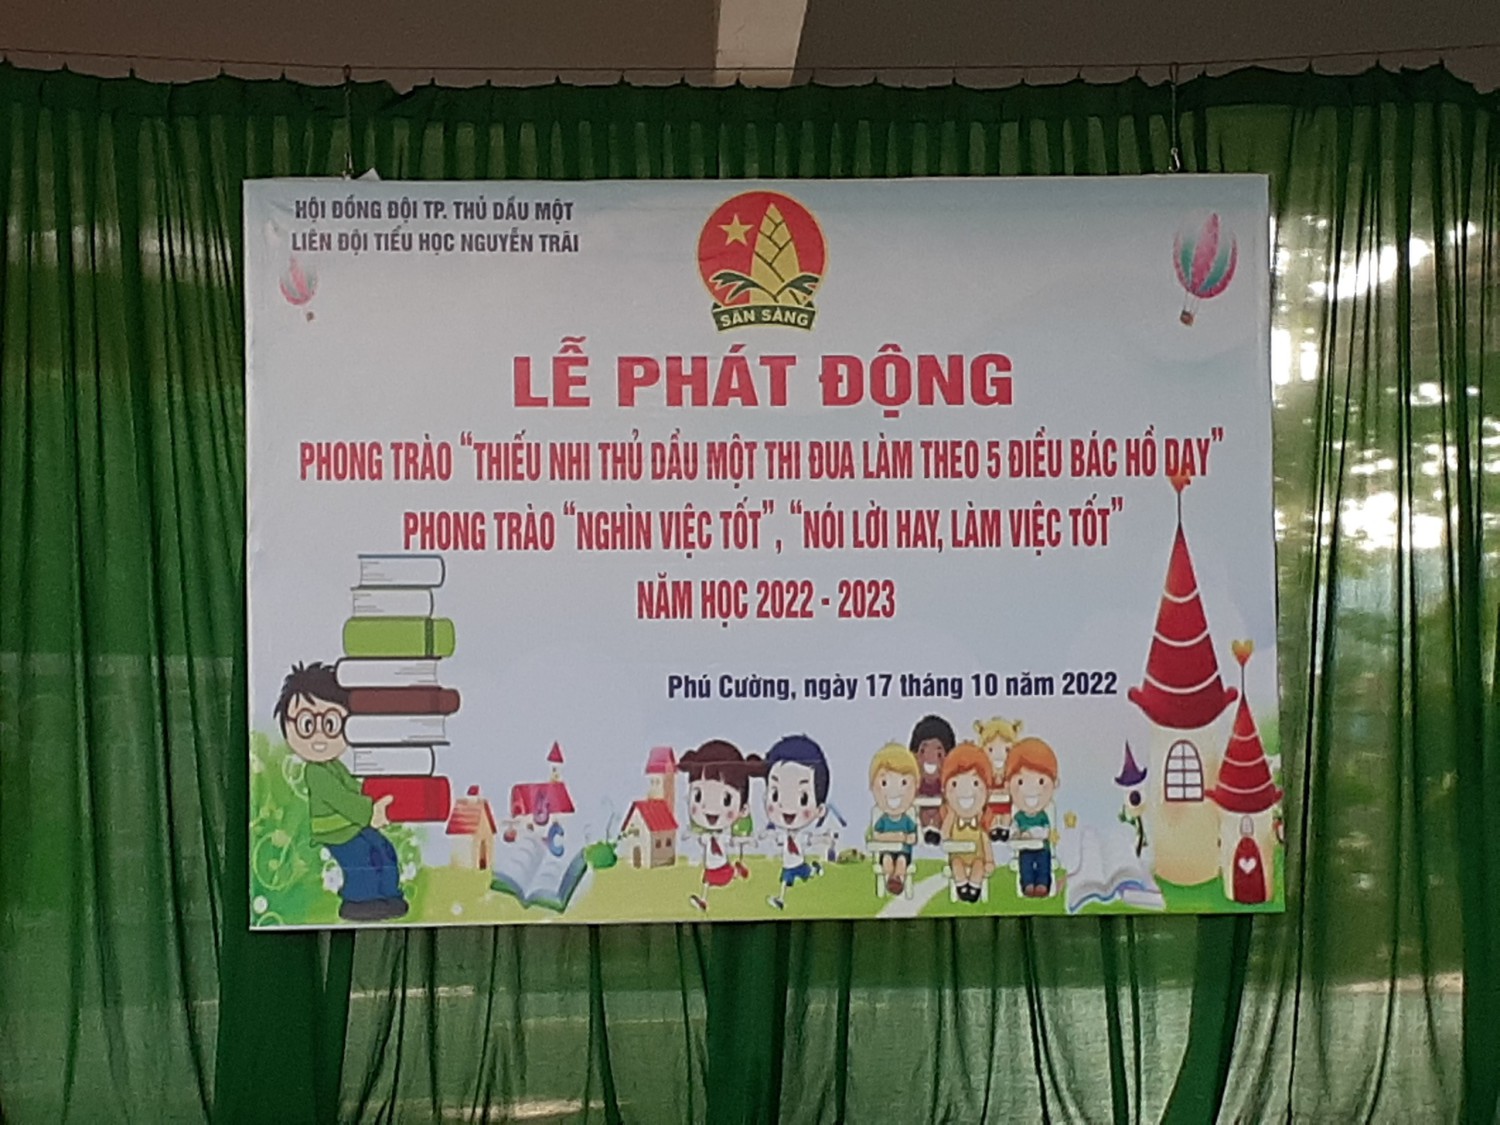 HỘI ĐỒNG ĐỘI TP. THỦ DẦU MỘT
LIÊN ĐỘI TIỂU HỌC NGUYỄN TRÃI
SẴN SÀNG
LỄ PHÁT ĐỘNG
PHONG TRÀO “THIẾU NHI THỦ DẦU MỘT THI ĐUA LÀM THEO 5 ĐIỀU BÁC HỒ DẠY”
PHONG TRÀO “NGHÌN VIỆC TỐT”, “NÓI LỜI HAY, LÀM VIỆC TỐT”
NĂM HỌC 2022 - 2023
Phú Cường, ngày 17 tháng 10 năm 2022